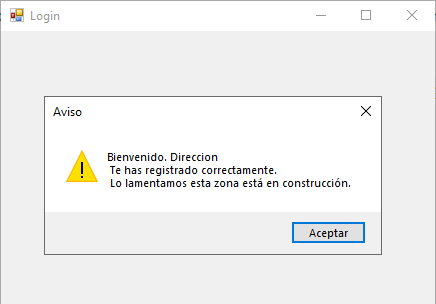 Login
Aviso
Bienvenido. Direccion
Te has registrado correctamente.
Lo lamentamos esta zona está en construcción.
Aceptar